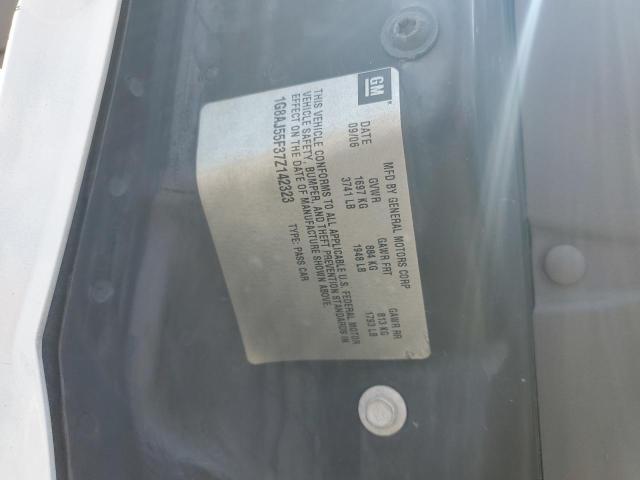 GM
MFD BY GENERAL MOTORS CORP
DATE GVWR GAWR FRT GAWR RR
09/06 1697 KG 884 KG 813 KG
3741 LB 1948 LB 1793 LB
THIS VEHICLE CONFORMS TO ALL APPLICABLE U.S. FEDERAL MOTOR
VEHICLE SAFETY, BUMPER, AND THEFT PREVENTION STANDARDS IN
EFFECT ON THE DATE OF MANUFACTURE SHOWN ABOVE.
1G8AJ55F37Z142323 TYPE: PASS CAR